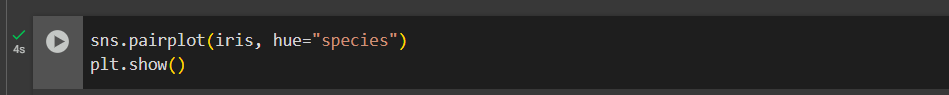 sns.pairplot(iris, hue="species")
plt.show()
4s